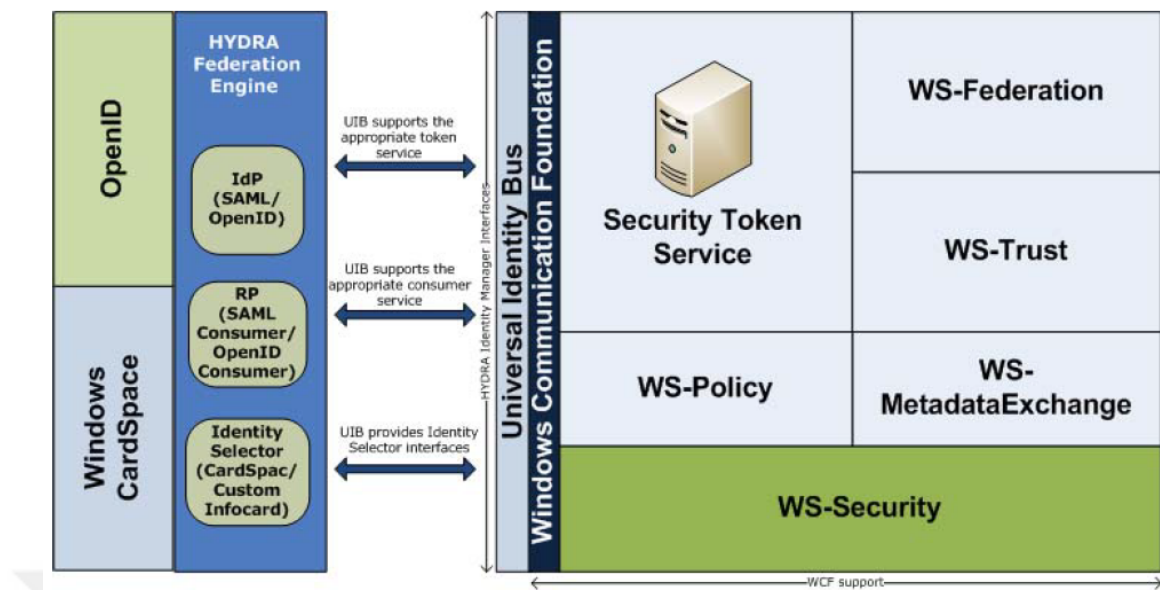 OpenID
Windows
CardSpace
HYDRA
Federation
Engine
IdP
(SAML/
OpenID)
RP
(SAML
Consumer/
OpenID
Consumer)
Identity
Selector
(CardSpac/
Custom
Infocard)
UIB supports the
appropriate token
service
UIB supports the
appropriate consumer
service
UIB provides Identity
Selector interfaces
HYDRA Identity Manager Interfaces
Universal Identity Bus
Windows Communication Foundation
Security Token
Service
WS-Federation
WS-Trust
WS-Policy
WS-
MetadataExchange
WS-Security
WCF support